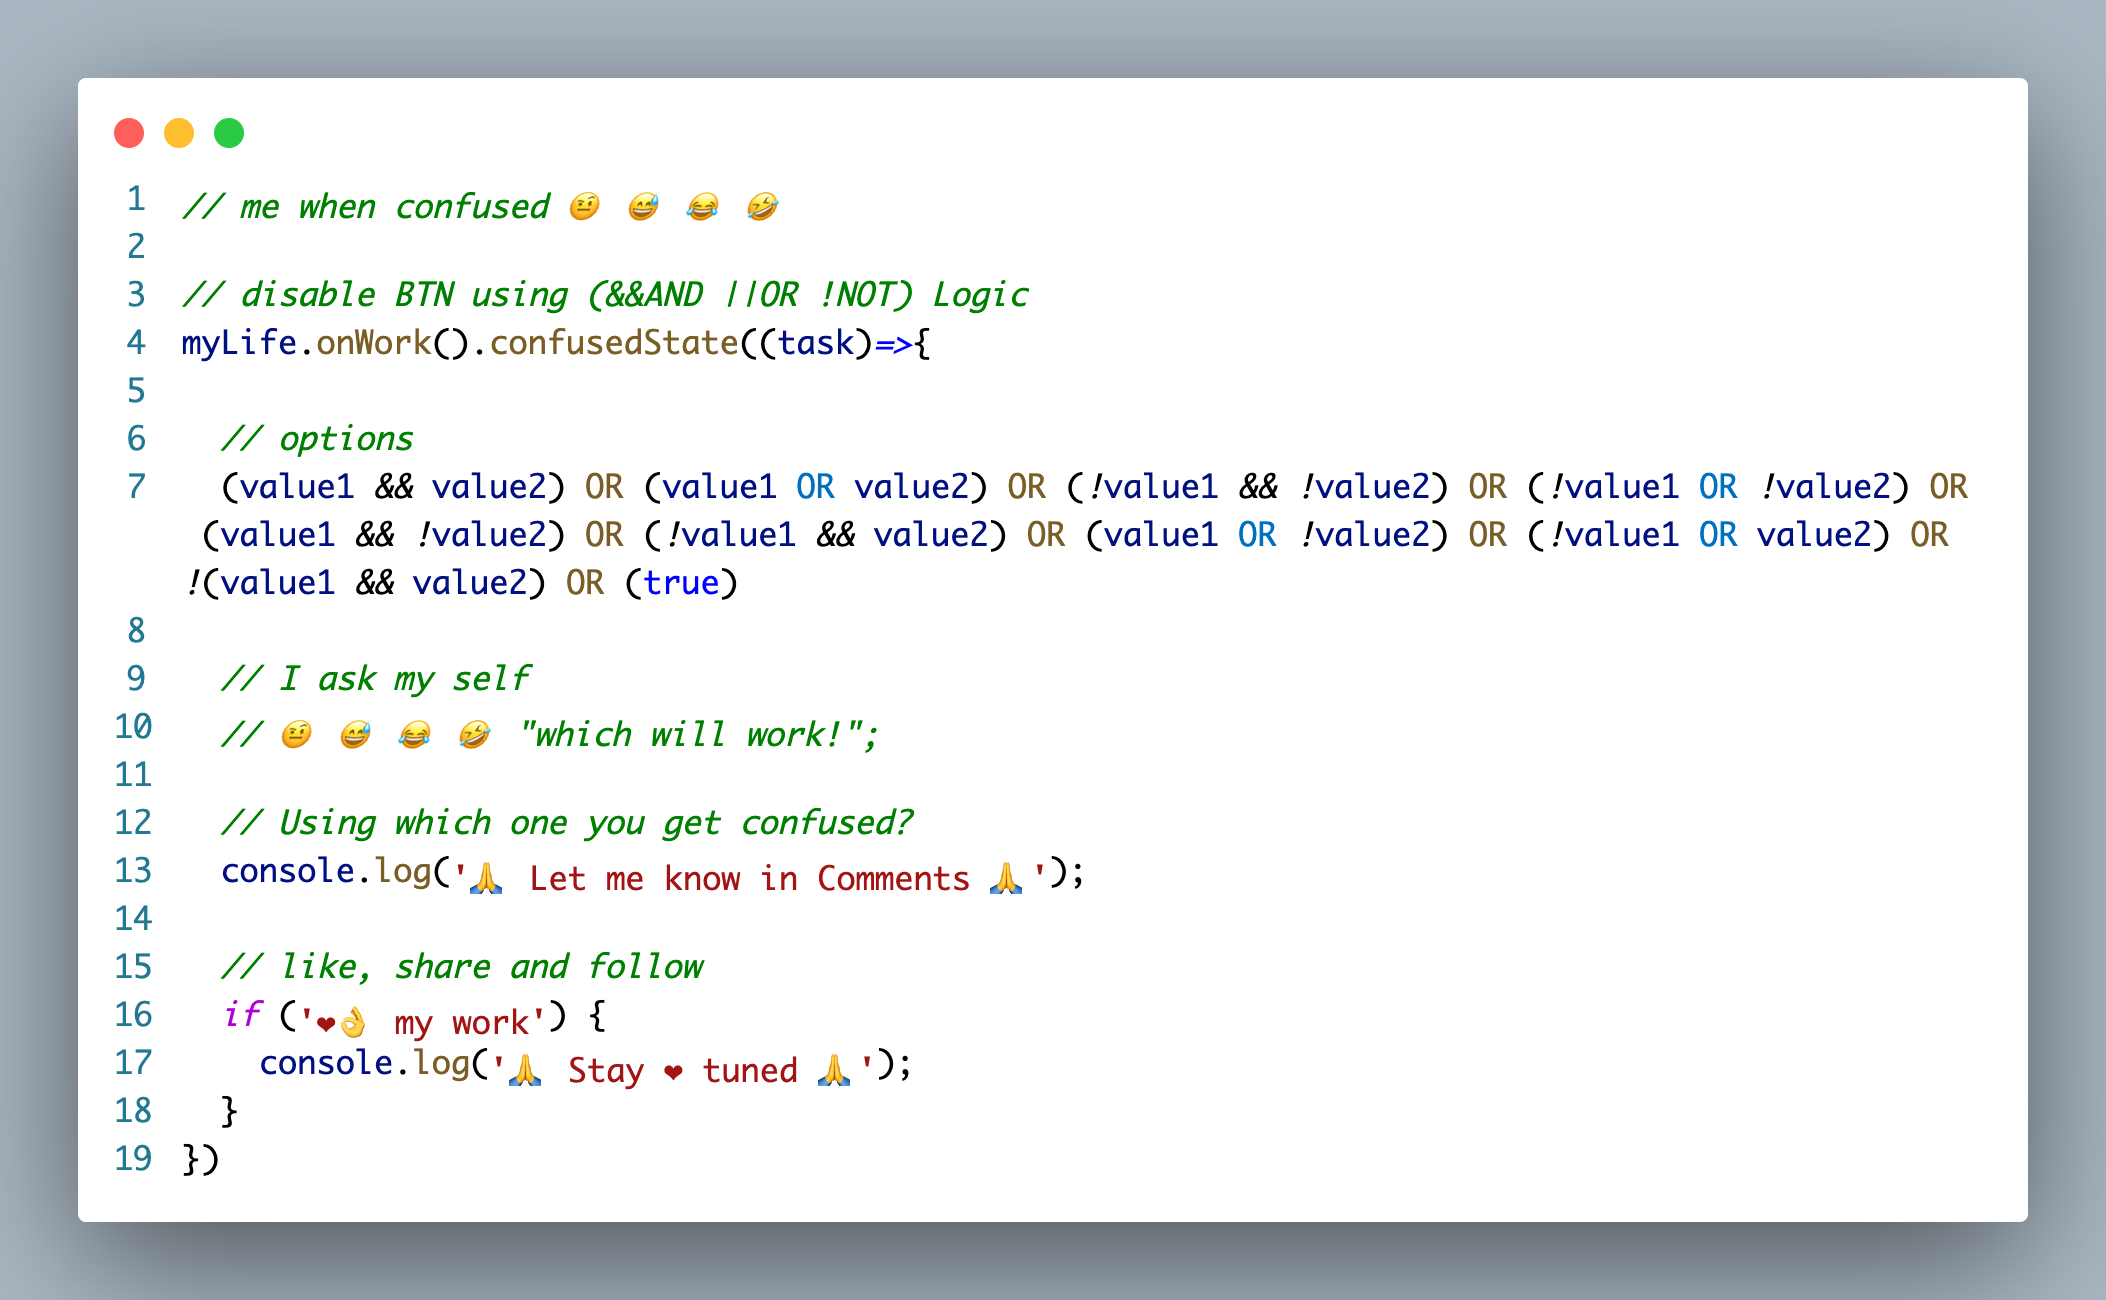 1 // me when confused 🤨 😅 😂 🤣
2
3 // disable BTN using (&&AND ||OR !NOT) Logic
4 myLife.onWork().confusedState((task)=>{
5
6   // options
7   (value1 && value2) OR (value1 OR value2) OR (!value1 && !value2) OR (!value1 OR !value2) OR
 (value1 && !value2) OR (!value1 && value2) OR (value1 OR !value2) OR (!value1 OR value2) OR
!(value1 && value2) OR (true)
8
9   // I ask my self
10   // 🤨 😅 😂 🤣 "which will work!";
11
12   // Using which one you get confused?
13   console.log('🙏 Let me know in Comments 🙏');
14
15   // like, share and follow
16   if ('❤👌 my work') {
17     console.log('🙏 Stay ❤ tuned 🙏');
18   }
19 })